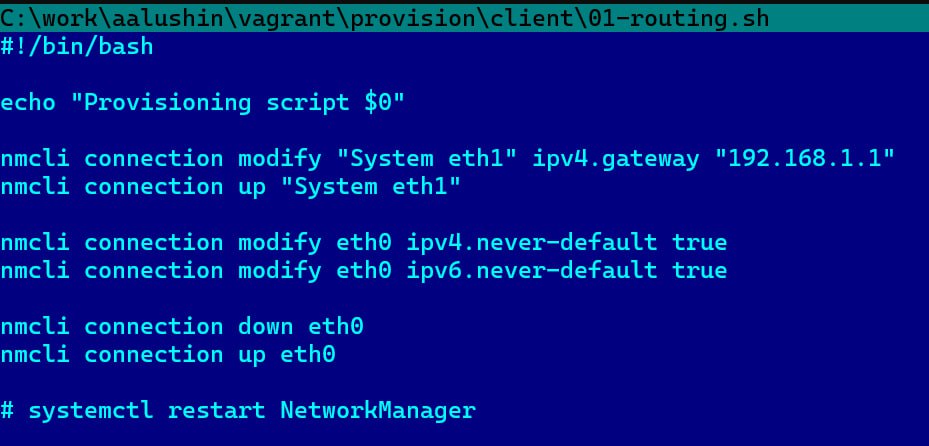 C:\work\aalushin\vagrant\provision\client\01-routing.sh
#!/bin/bash
echo "Provisioning script $0"
nmcli connection modify "System eth1" ipv4.gateway "192.168.1.1"
nmcli connection up "System eth1"
nmcli connection modify eth0 ipv4.never-default true
nmcli connection modify eth0 ipv6.never-default true
nmcli connection down eth0
nmcli connection up eth0
# systemctl restart NetworkManager